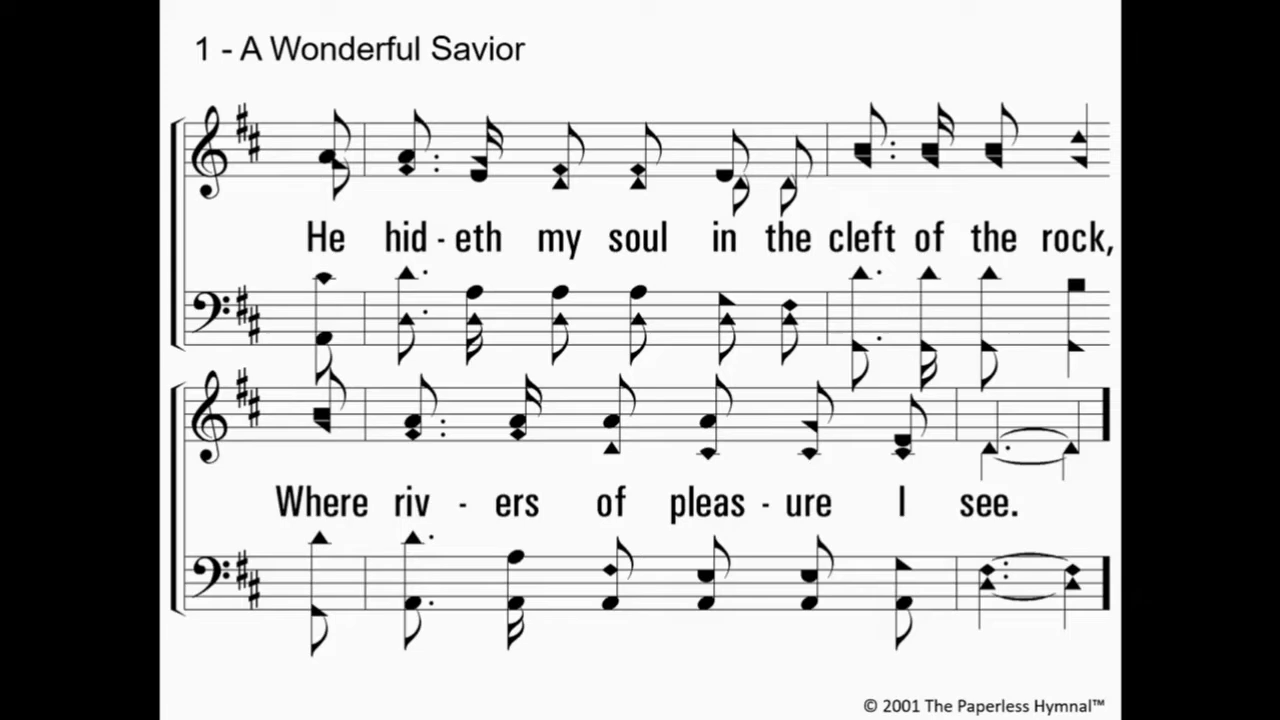 1 - A Wonderful Savior
He hid - eth my soul in the cleft of the rock,
Where riv - ers of pleas - ure I see.
© 2001 The Paperless Hymnal™